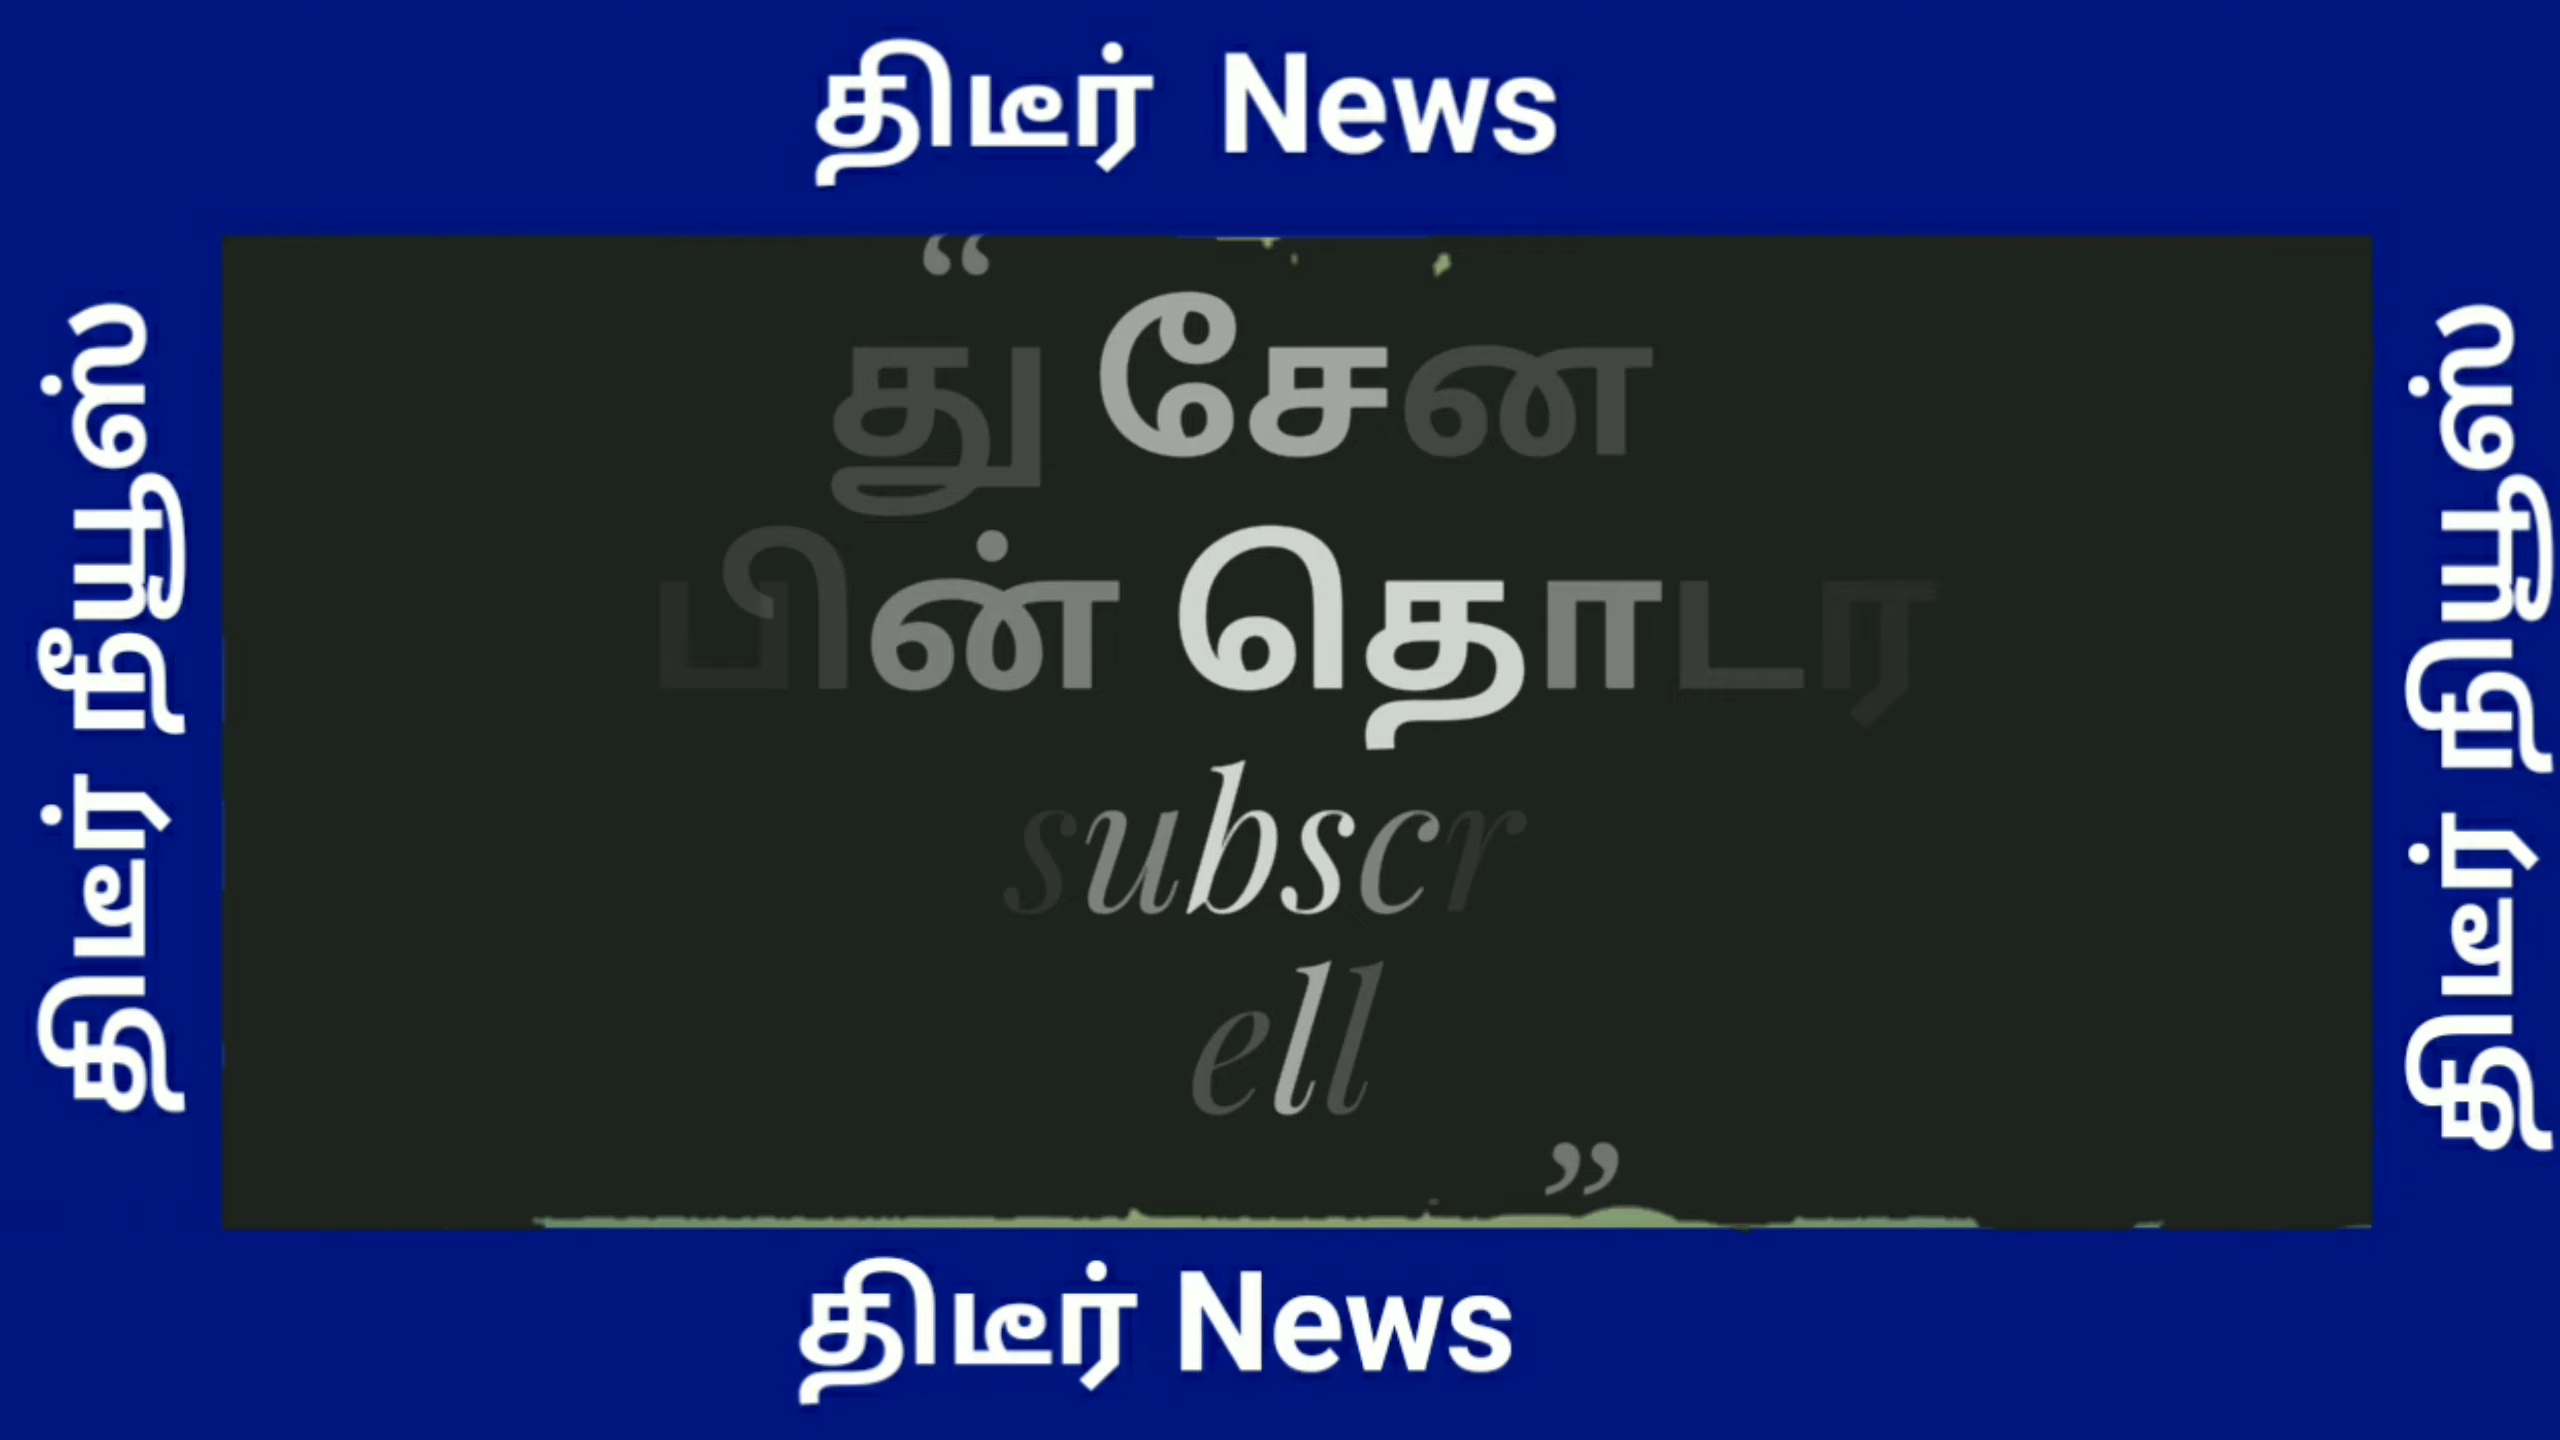 திடீர் News
“
து சேன
பின் தொடர
subscr
ell
”
திடீர் நீயூஸ்
திடீர் நியூஸ்
திடீர் News